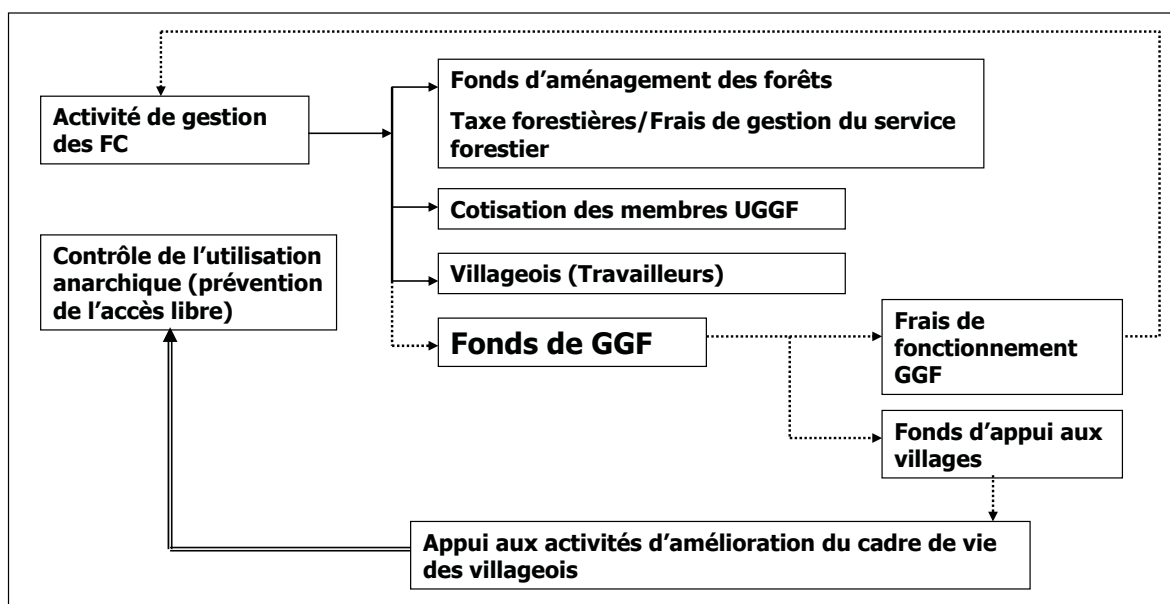 Activité de gestion
des FC
Fonds d’aménagement des forêts
Taxe forestières/Frais de gestion du service
forestier
Cotisation des membres UGGF
Contrôle de l’utilisation
anarchique (prévention
de l’accès libre)
Villageois (Travailleurs)
Fonds de GGF
Frais de
fonctionnement
GGF
Fonds d’appui aux
villages
Appui aux activités d’amélioration du cadre de vie
des villageois